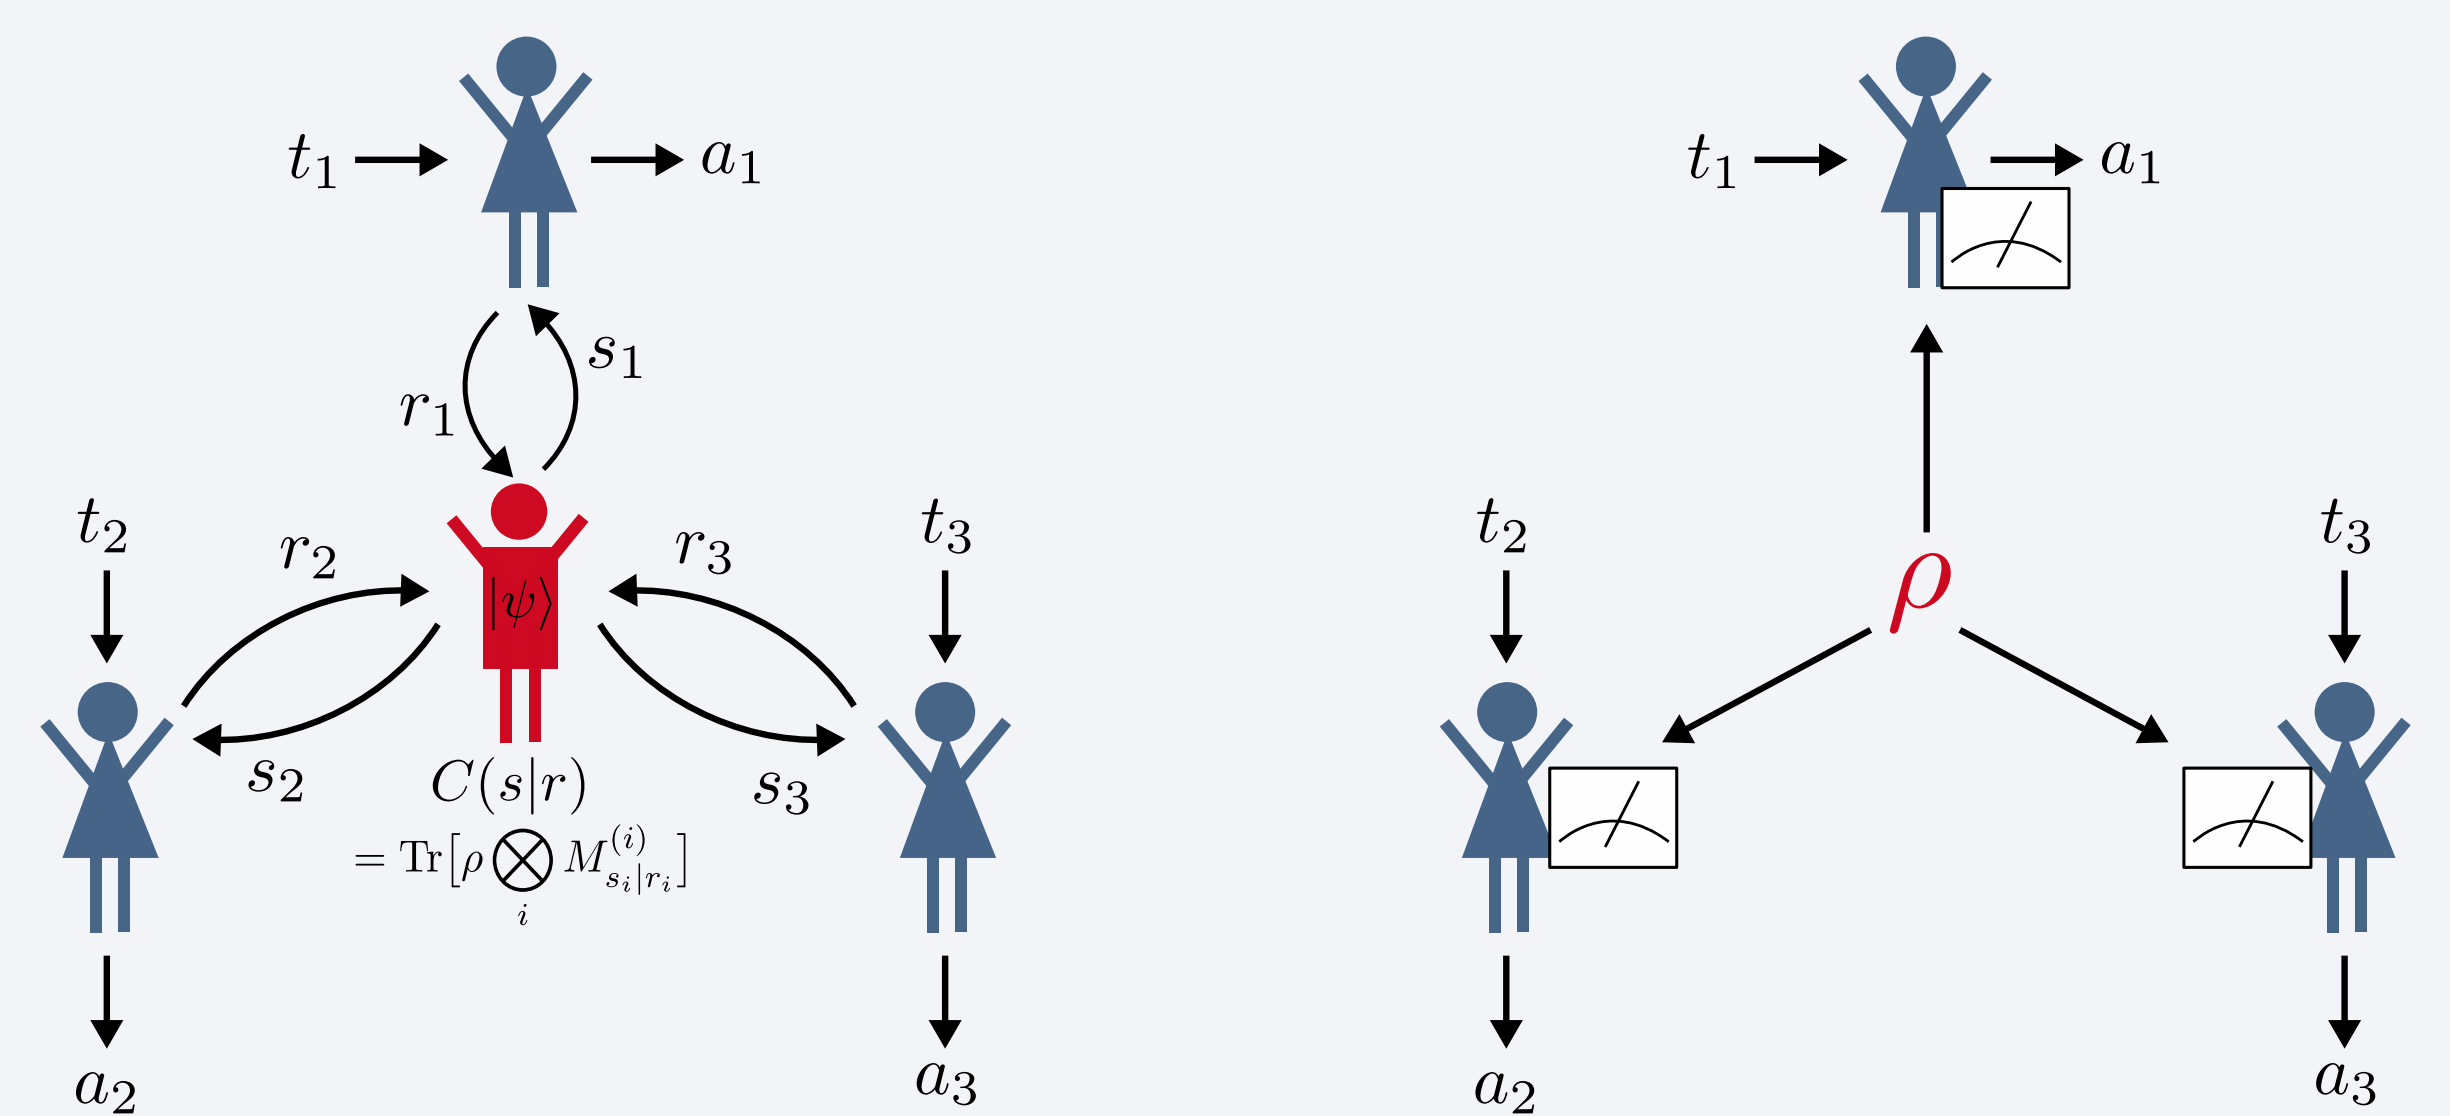 t₁
a₁
s₁
r₁
t₂
r₂
r₃
t₃
|ψ⟩
s₂
s₃
C(s|r)
= Tr[ρ ⨂ᵢ M^{(i)}_{sᵢ|rᵢ}]
a₂
a₃
t₁
a₁
t₂
ρ
t₃
a₂
a₃